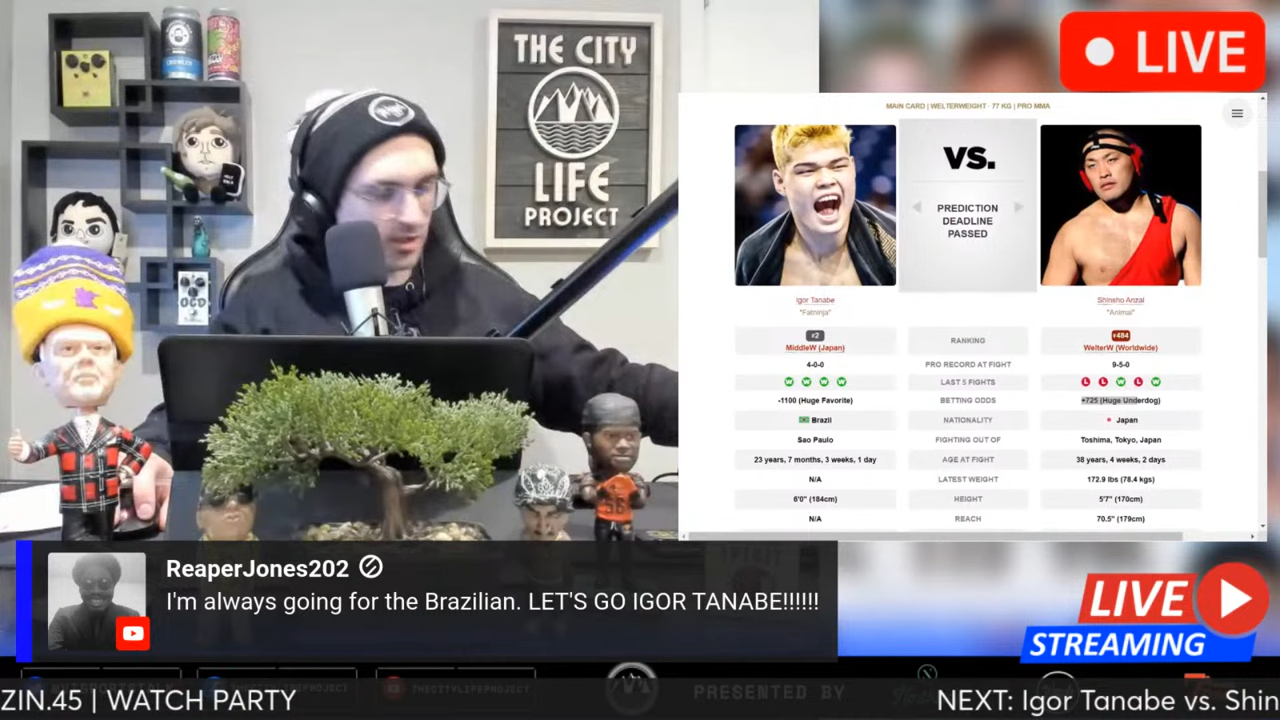 THE CITY
LIFE
PROJECT
OCD
LIVE
MAIN CARD | WELTERWEIGHT · 77 KG | PRO MMA
VS.
PREDICTION
DEADLINE
PASSED
Igor Tanabe
"Fatninja"
Shinsho Anzai
"Animal"
#2
MiddleW (Japan)
RANKING
#484
WelterW (Worldwide)
4-0-0
PRO RECORD AT FIGHT
9-5-0
W W W W
LAST 5 FIGHTS
L L W L W
-1100 (Huge Favorite)
BETTING ODDS
+725 (Huge Underdog)
Brazil
NATIONALITY
Japan
Sao Paulo
FIGHTING OUT OF
Toshima, Tokyo, Japan
23 years, 7 months, 3 weeks, 1 day
AGE AT FIGHT
38 years, 4 weeks, 2 days
N/A
LATEST WEIGHT
172.9 lbs (78.4 kgs)
6'0" (184cm)
HEIGHT
5'7" (170cm)
N/A
REACH
70.5" (179cm)
ReaperJones202
I'm always going for the Brazilian. LET'S GO IGOR TANABE!!!!!!
LIVE
STREAMING
THECITYLIFEPROJECT
PRESENTED BY
ZIN.45 | WATCH PARTY
NEXT: Igor Tanabe vs. Shin